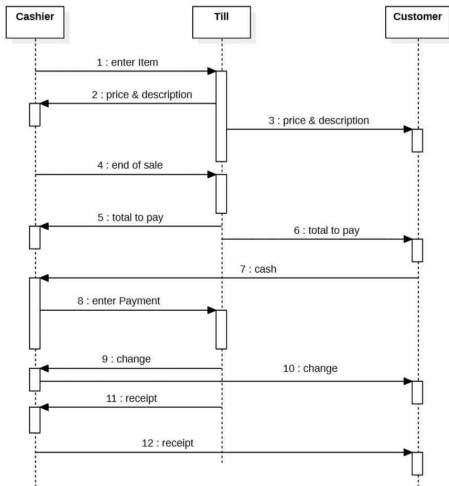 Cashier
Till
Customer
1 : enter Item
2 : price & description
3 : price & description
4 : end of sale
5 : total to pay
6 : total to pay
7 : cash
8 : enter Payment
9 : change
10 : change
11 : receipt
12 : receipt